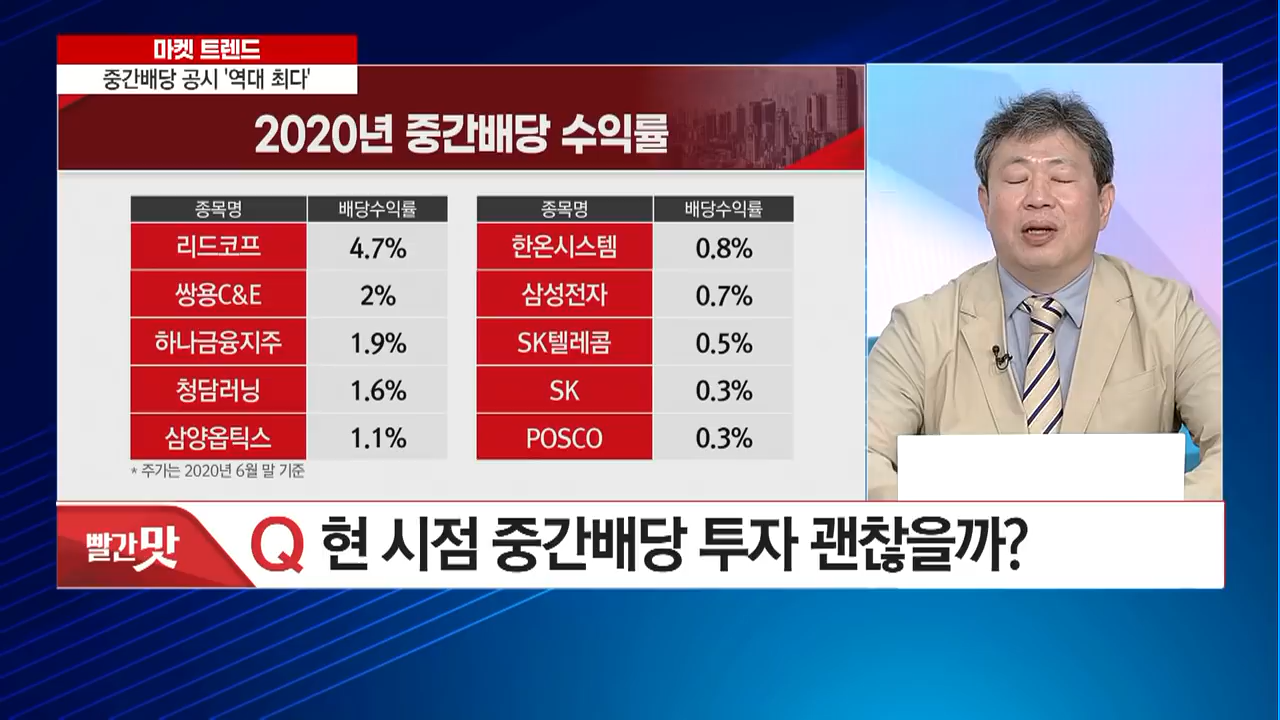 마켓 트렌드
중간배당 공시 '역대 최다'
2020년 중간배당 수익률
종목명 배당수익률 종목명 배당수익률
리드코프 4.7% 한온시스템 0.8%
쌍용C&E 2% 삼성전자 0.7%
하나금융지주 1.9% SK텔레콤 0.5%
청담러닝 1.6% SK 0.3%
삼양옵틱스 1.1% POSCO 0.3%
* 주가는 2020년 6월 말 기준
빨간맛 Q 현 시점 중간배당 투자 괜찮을까?